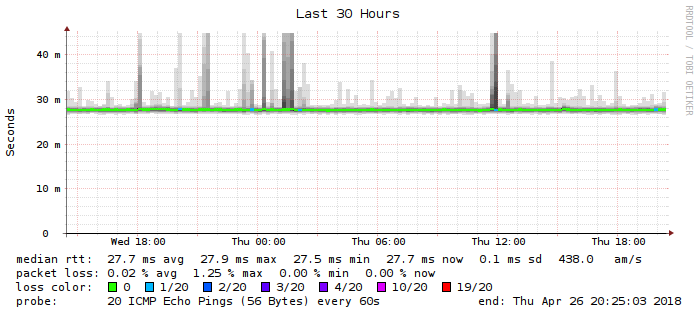 Last 30 Hours
RRDTOOL / TOBI OETIKER
Seconds
40 m
30 m
20 m
10 m
0
Wed 18:00 Thu 00:00 Thu 06:00 Thu 12:00 Thu 18:00
median rtt: 27.7 ms avg 27.9 ms max 27.5 ms min 27.7 ms now 0.1 ms sd 438.0 am/s
packet loss: 0.02 % avg 1.25 % max 0.00 % min 0.00 % now
loss color: 0 1/20 2/20 3/20 4/20 10/20 19/20
probe: 20 ICMP Echo Pings (56 Bytes) every 60s end: Thu Apr 26 20:25:03 2018